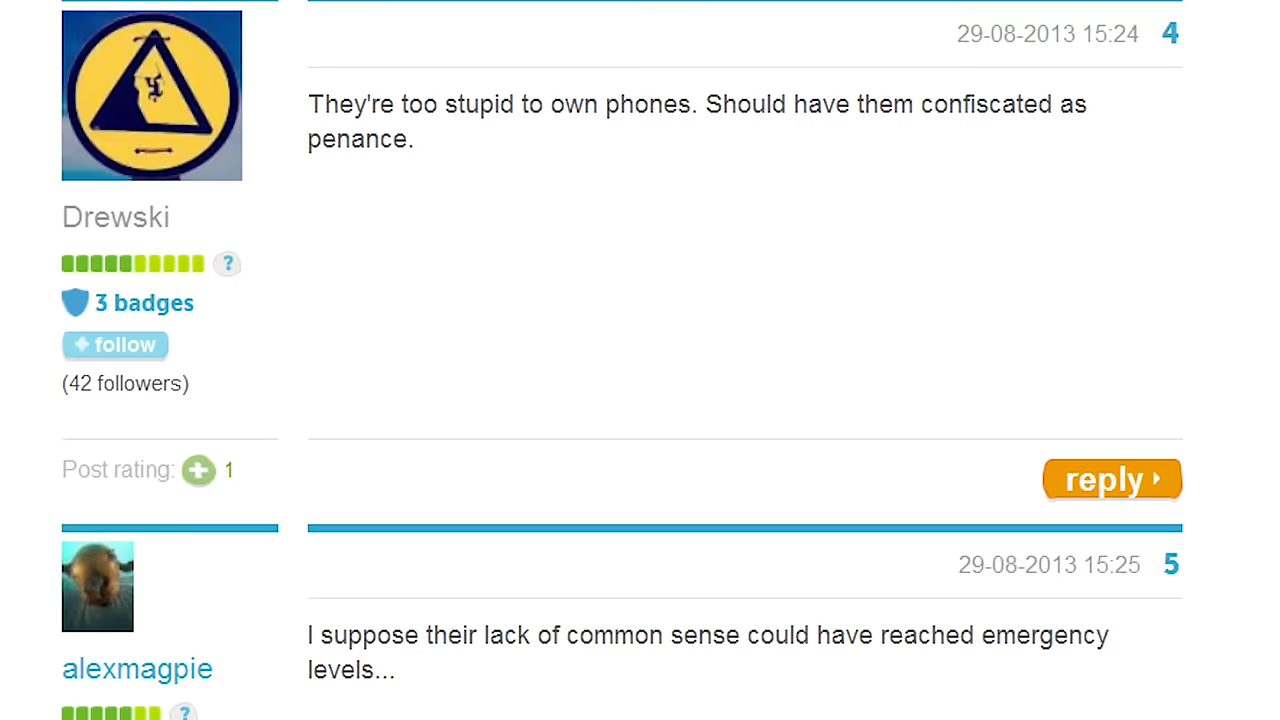 29-08-2013 15:24 4
They're too stupid to own phones. Should have them confiscated as
penance.
Drewski
?
3 badges
+ follow
(42 followers)
Post rating: + 1
reply
29-08-2013 15:25 5
I suppose their lack of common sense could have reached emergency
levels...
alexmagpie
?